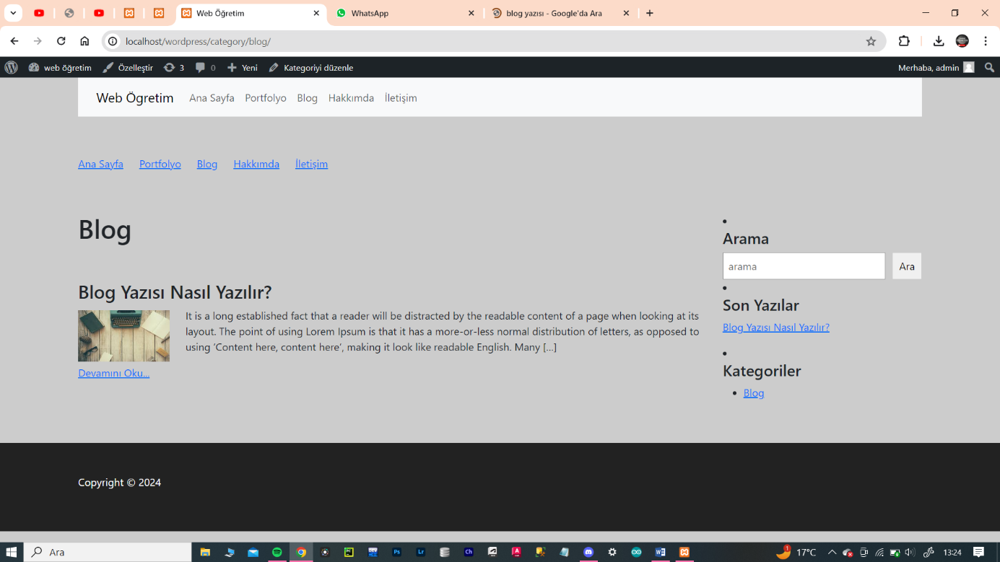 Web Öğretim
WhatsApp
blog yazısı - Google'da Ara
localhost/wordpress/category/blog/
web öğretim
Özelleştir
3
0
Yeni
Kategoriyi düzenle
Merhaba, admin
Web Ögretim
Ana Sayfa
Portfolyo
Blog
Hakkımda
İletişim
Ana Sayfa
Portfolyo
Blog
Hakkımda
İletişim
Blog
Blog Yazısı Nasıl Yazılır?
It is a long established fact that a reader will be distracted by the readable content of a page when looking at its
layout. The point of using Lorem Ipsum is that it has a more-or-less normal distribution of letters, as opposed to
using ‘Content here, content here’, making it look like readable English. Many […]
Devamını Oku...
Arama
arama
Ara
Son Yazılar
Blog Yazısı Nasıl Yazılır?
Kategoriler
Blog
Copyright © 2024
Ara
Ps
Lr
Ch
17°C
13:24